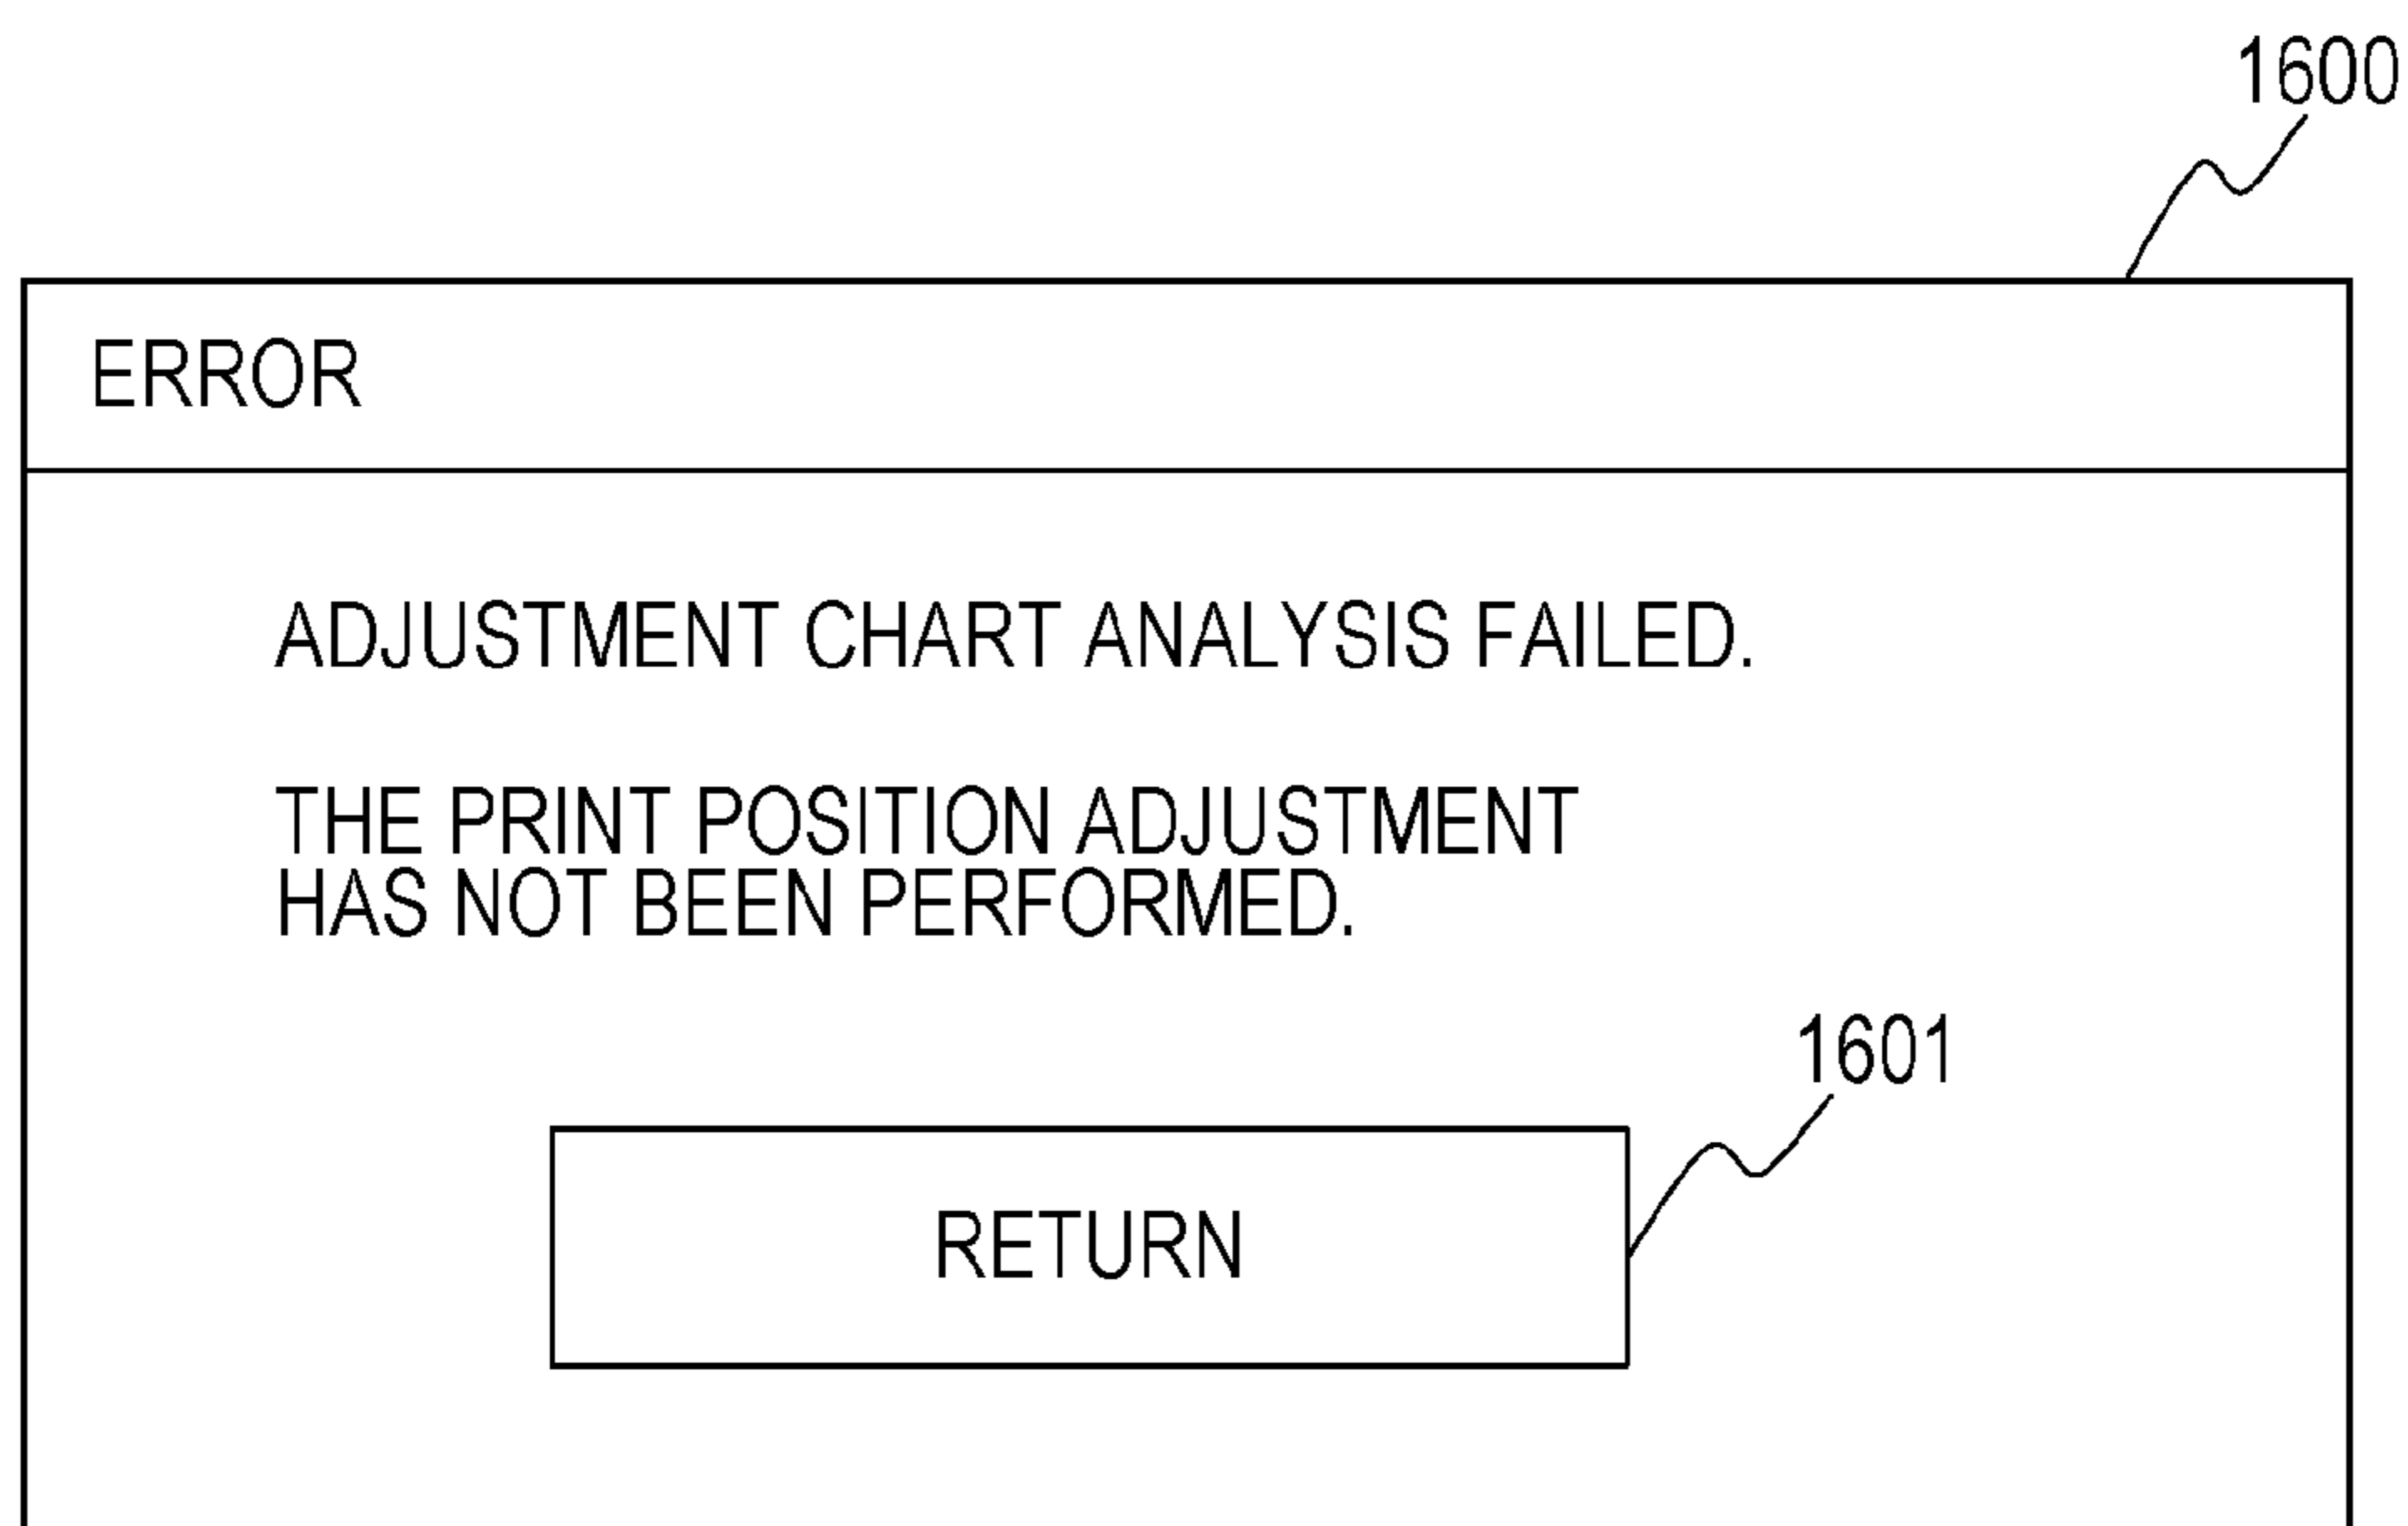 1600
ERROR
ADJUSTMENT CHART ANALYSIS FAILED.
THE PRINT POSITION ADJUSTMENT
HAS NOT BEEN PERFORMED.
1601
RETURN